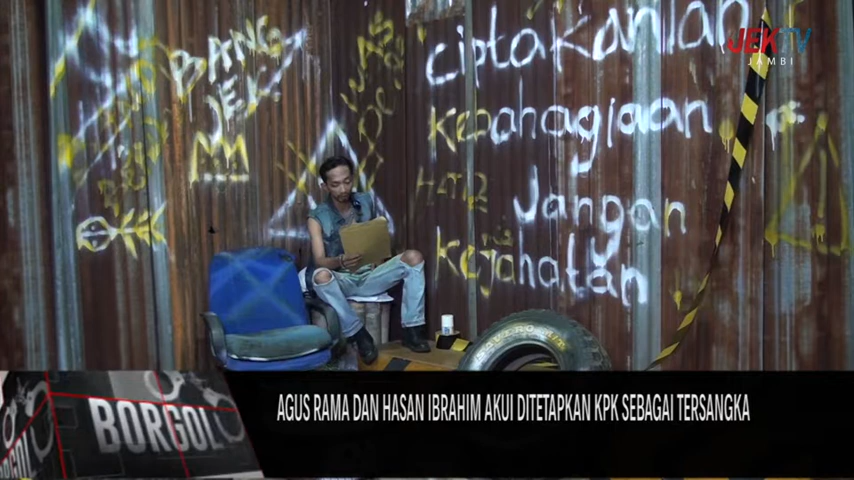 JEKTV
JAMBI
BANG
JEK
Ciptakanlah
kebahagiaan
Jangan
kejahatan
BORGOL
AGUS RAMA DAN HASAN IBRAHIM AKUI DITETAPKAN KPK SEBAGAI TERSANGKA